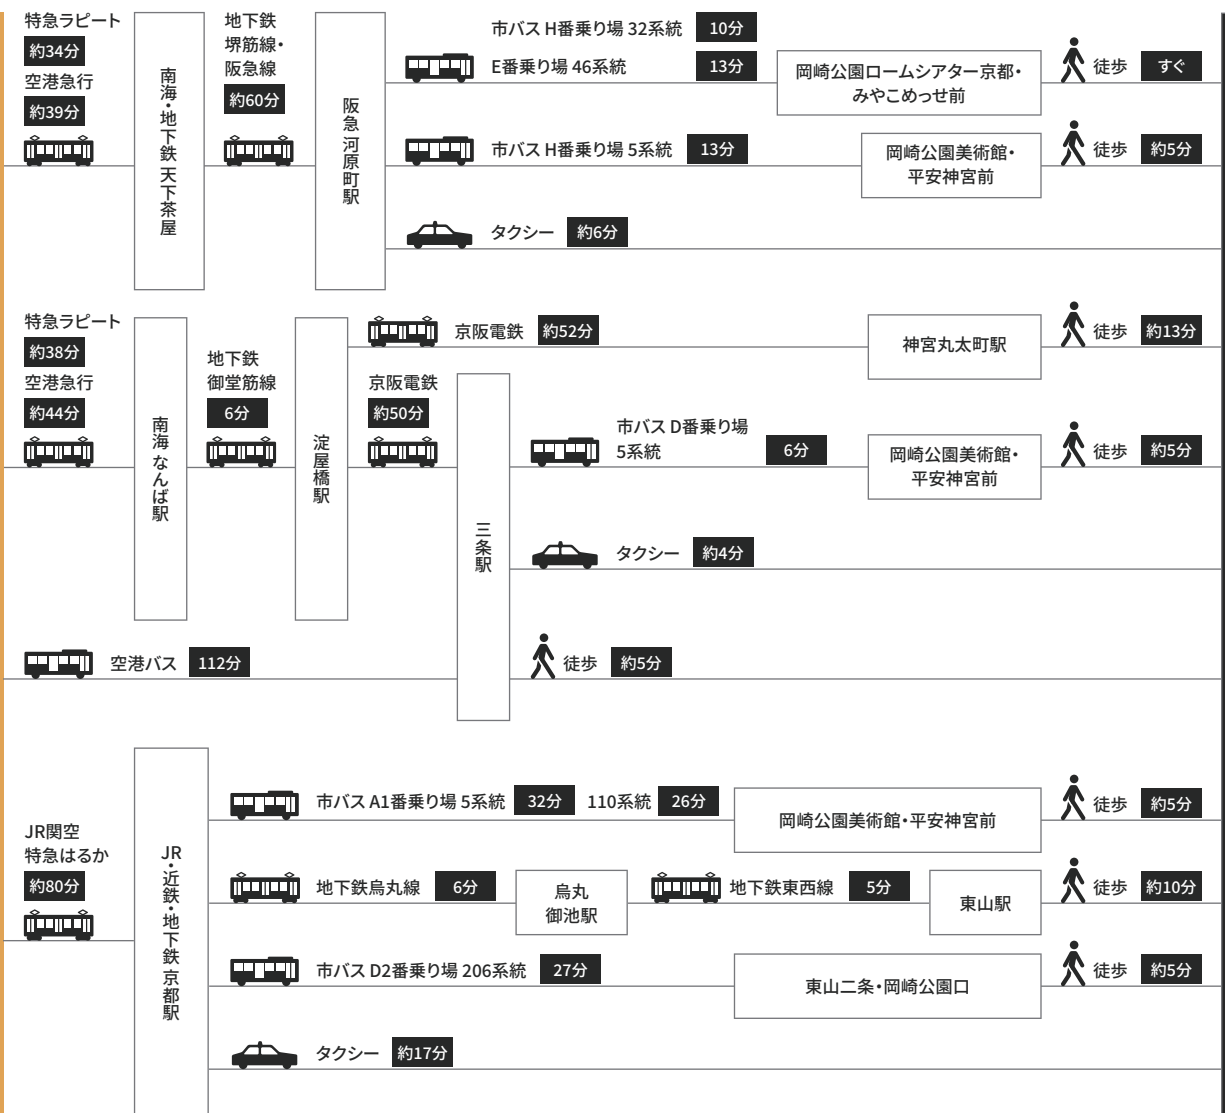 特急ラピート
約34分
空港急行
約39分
南海・地下鉄 天下茶屋
地下鉄
堺筋線・
阪急線
約60分
阪急 河原町駅
市バス H番乗り場 32系統 10分
E番乗り場 46系統 13分
岡崎公園ロームシアター京都・
みやこめっせ前
徒歩 すぐ
市バス H番乗り場 5系統 13分
岡崎公園美術館・
平安神宮前
徒歩 約5分
タクシー 約6分
特急ラピート
約38分
空港急行
約44分
南海 なんば駅
地下鉄
御堂筋線
6分
淀屋橋駅
京阪電鉄 約52分
神宮丸太町駅
徒歩 約13分
京阪電鉄
約50分
三条駅
市バス D番乗り場
5系統
6分
岡崎公園美術館・
平安神宮前
徒歩 約5分
タクシー 約4分
空港バス 112分
徒歩 約5分
JR関空
特急はるか
約80分
JR・近鉄・地下鉄 京都駅
市バス A1番乗り場 5系統 32分 110系統 26分
岡崎公園美術館・平安神宮前
徒歩 約5分
地下鉄烏丸線 6分
烏丸
御池駅
地下鉄東西線 5分
東山駅
徒歩 約10分
市バス D2番乗り場 206系統 27分
東山二条・岡崎公園口
徒歩 約5分
タクシー 約17分